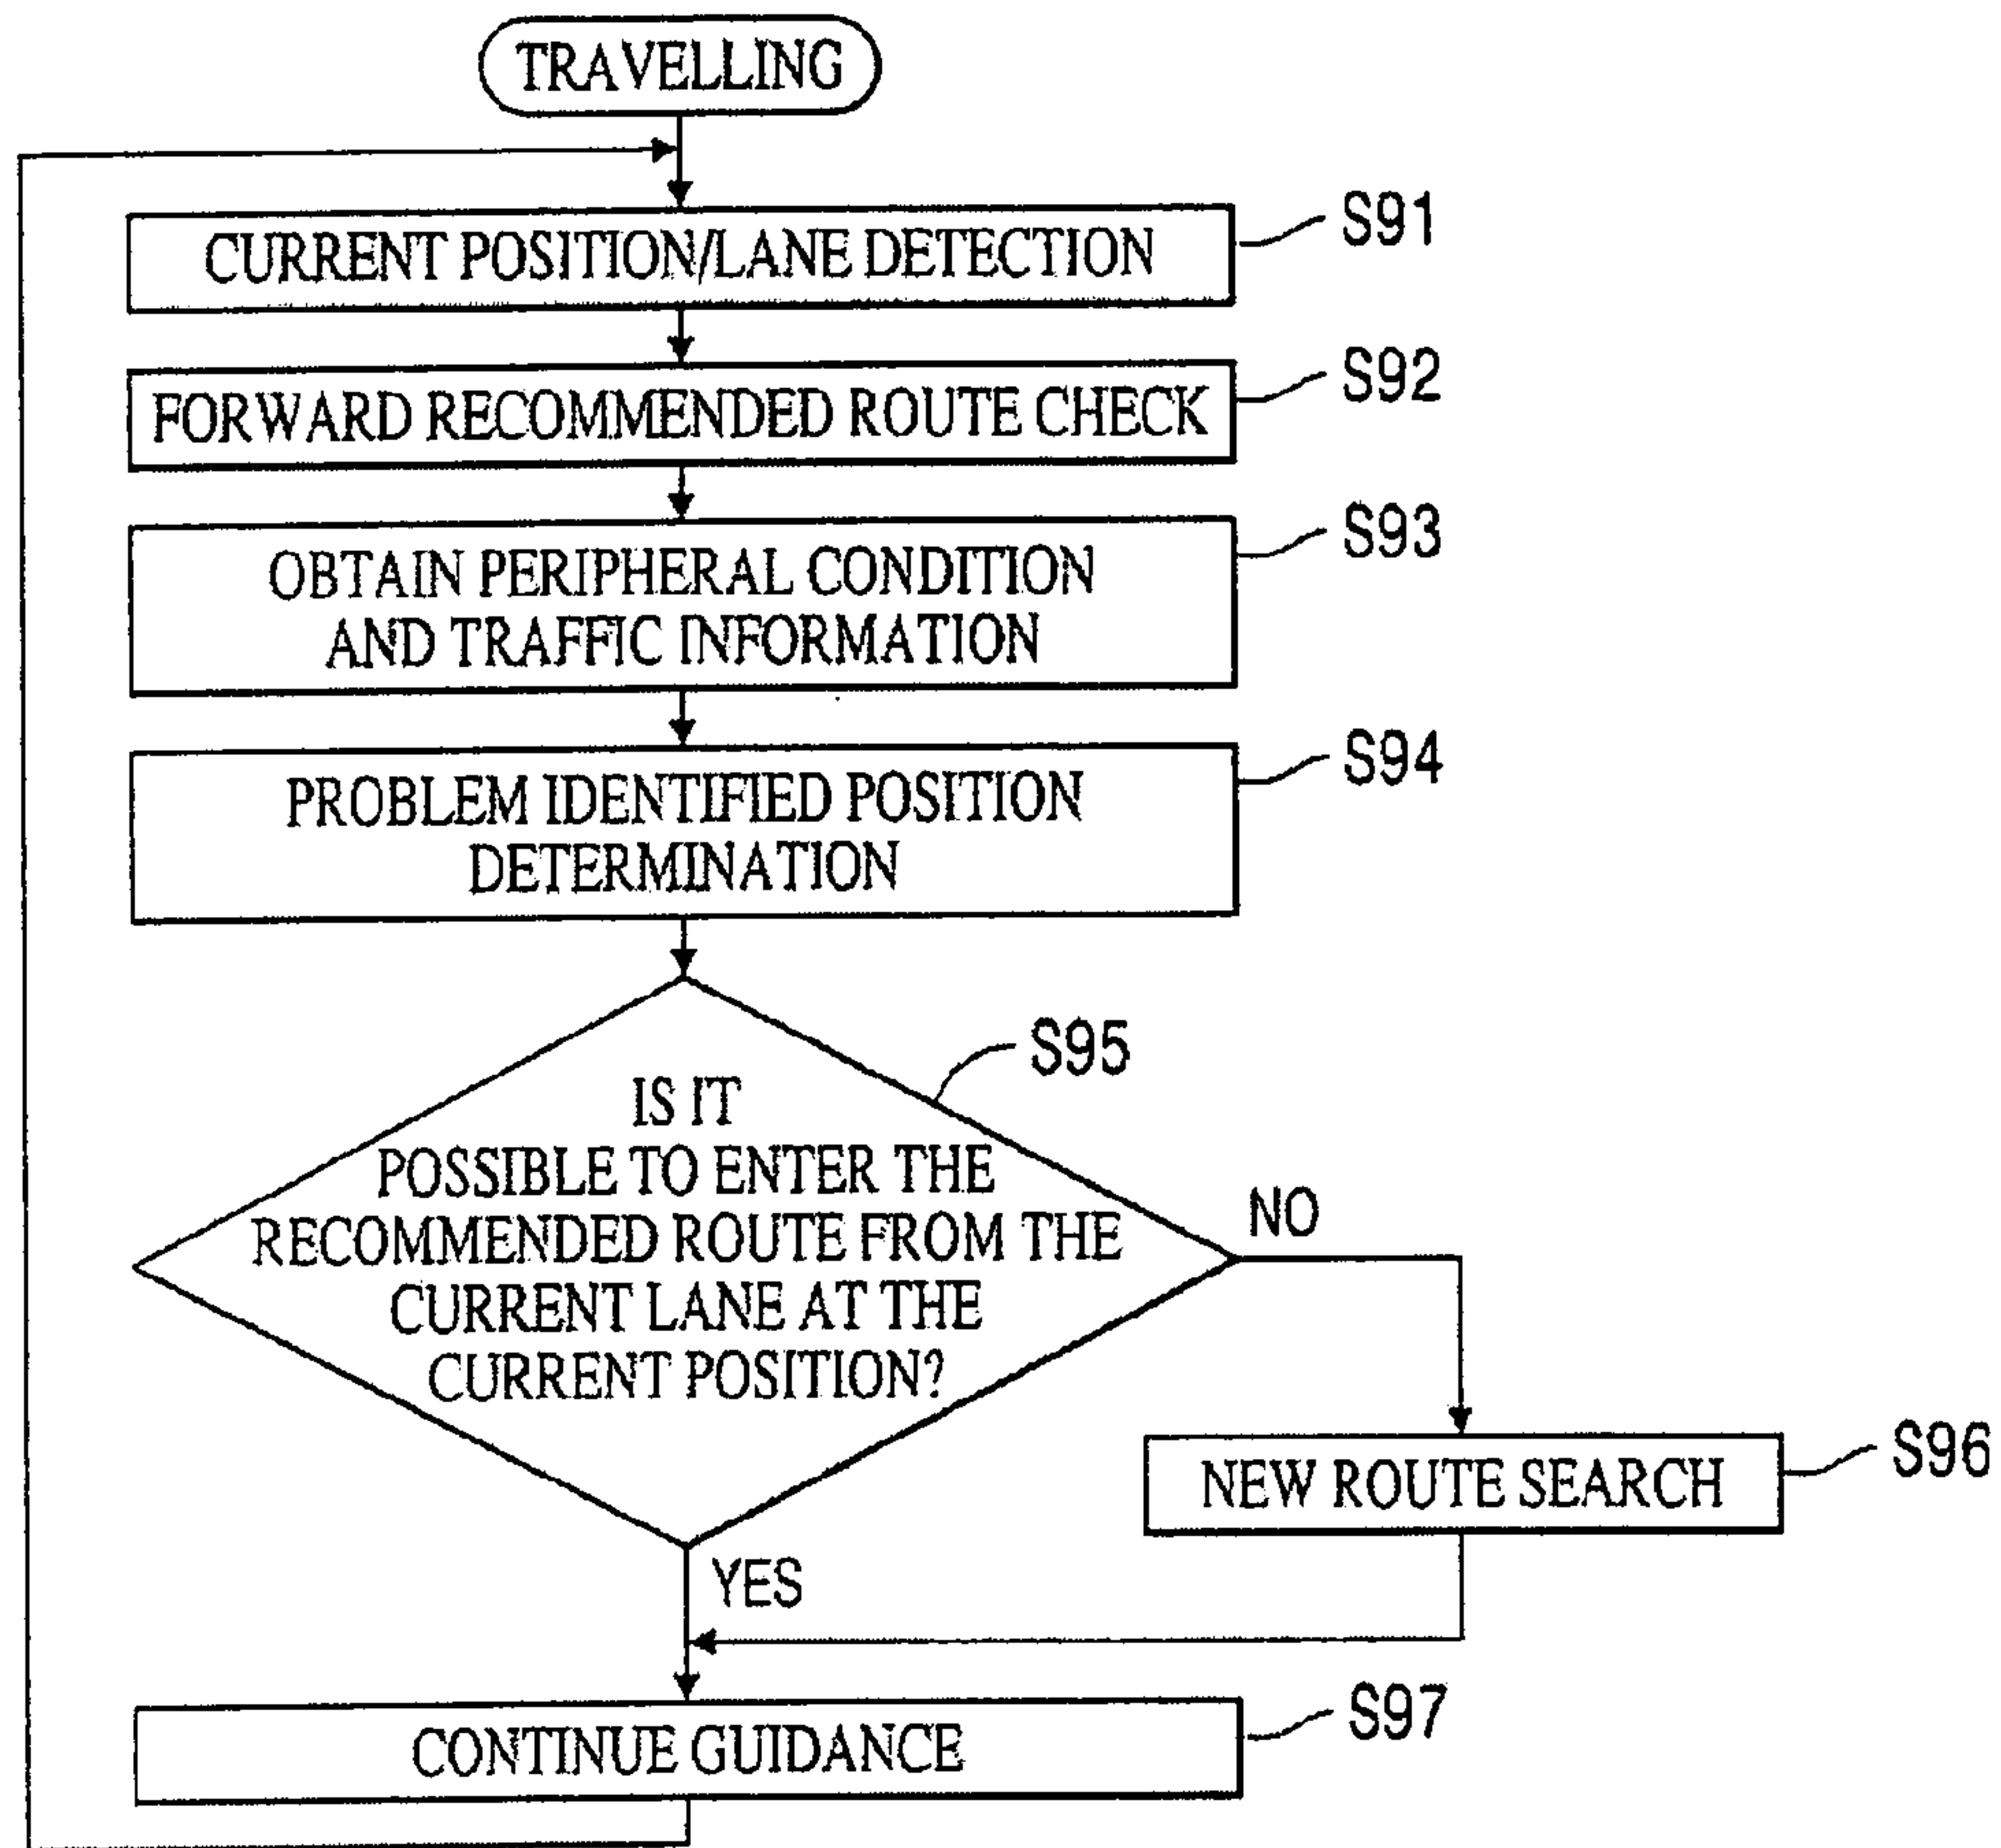 TRAVELLING
CURRENT POSITION/LANE DETECTION
S91
FORWARD RECOMMENDED ROUTE CHECK
S92
OBTAIN PERIPHERAL CONDITION
AND TRAFFIC INFORMATION
S93
PROBLEM IDENTIFIED POSITION
DETERMINATION
S94
IS IT
POSSIBLE TO ENTER THE
RECOMMENDED ROUTE FROM THE
CURRENT LANE AT THE
CURRENT POSITION?
S95
NO
NEW ROUTE SEARCH
S96
YES
CONTINUE GUIDANCE
S97